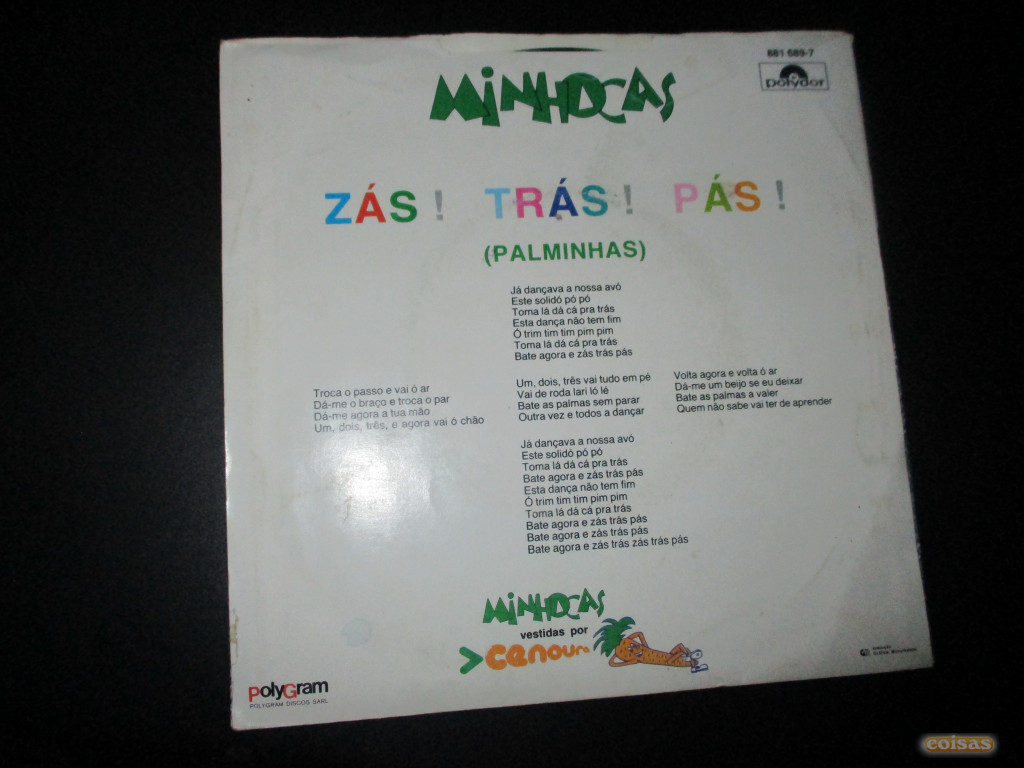 881 689-7
polydor
MINHOCAS
ZÁS! TRÁS! PÁS!
(PALMINHAS)
Já dançava a nossa avó
Este solidó pó pó
Toma lá dá cá pra trás
Esta dança não tem fim
Ó trim tim tim pim pim
Toma lá dá cá pra trás
Bate agora e zás trás pás
Troca o passo e vai ó ar
Dá-me o braço e troca o par
Dá-me agora a tua mão
Um, dois, três, e agora vai ó chão
Um, dois, três vai tudo em pé
Vai de roda lari ló lé
Bate as palmas sem parar
Outra vez e todos a dançar
Volta agora e volta ó ar
Dá-me um beijo se eu deixar
Bate as palmas a valer
Quem não sabe vai ter de aprender
Já dançava a nossa avó
Este solidó pó pó
Toma lá dá cá pra trás
Bate agora e zás trás pás
Esta dança não tem fim
Ó trim tim tim pim pim
Toma lá dá cá pra trás
Bate agora e zás trás pás
Bate agora e zás trás pás
Bate agora e zás trás zás trás pás
MINHOCAS
vestidas por
>cenoura
PolyGram
POLYGRAM DISCOS SARL
coisas